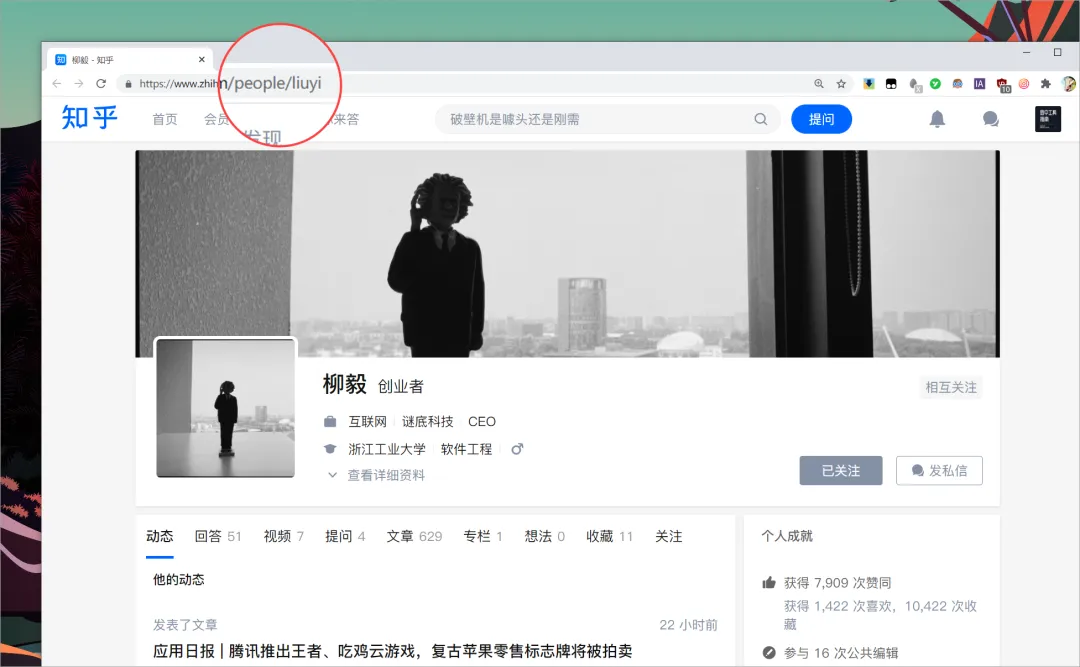 知 柳毅 - 知乎
https://www.zhih
/people/liuyi
知乎
首页
会员
发现
来答
破壁机是噱头还是刚需
提问
柳毅 创业者
相互关注
互联网 谜底科技 CEO
浙江工业大学 软件工程
查看详细资料
已关注
发私信
动态 回答 51 视频 7 提问 4 文章 629 专栏 1 想法 0 收藏 11 关注
个人成就
他的动态
获得 7,909 次赞同
获得 1,422 次喜欢，10,422 次收
藏
发表了文章
22 小时前
应用日报 | 腾讯推出王者、吃鸡云游戏，复古苹果零售标志牌将被拍卖
参与 16 次公共编辑
IA
10